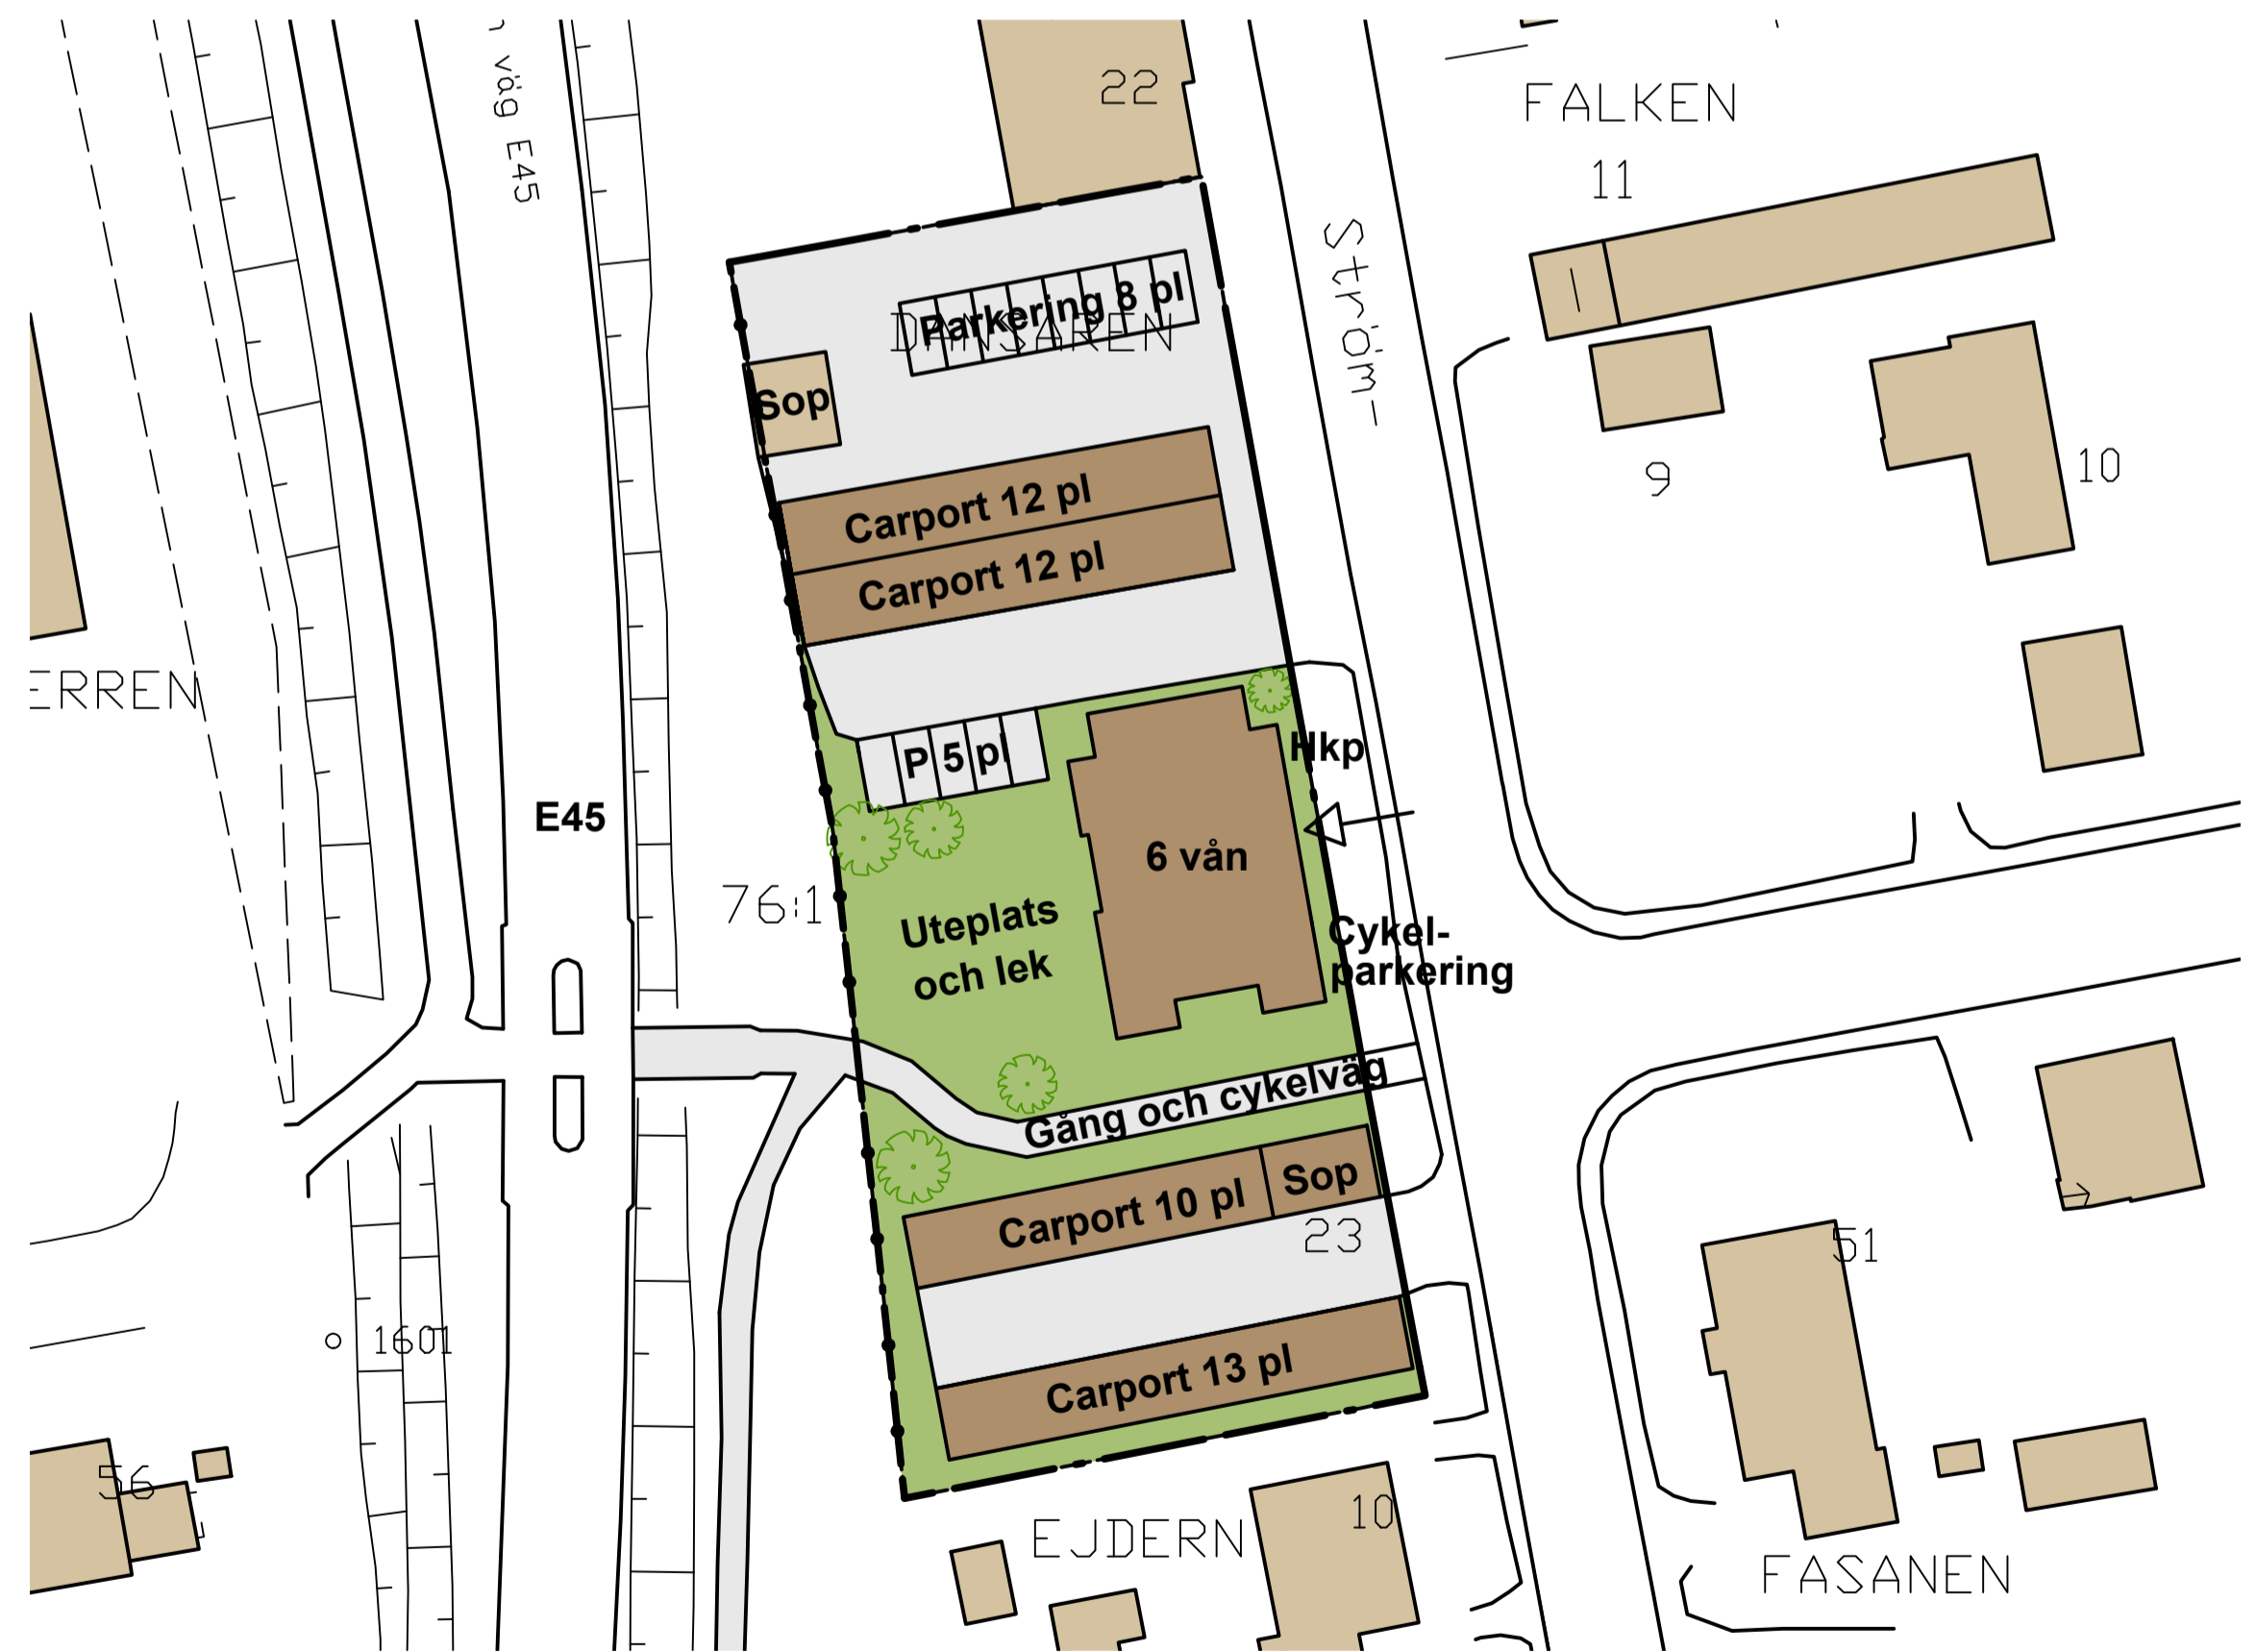 22
FALKEN
väg E45
11
Ström-
Parkering 8 pl
DANSAREN
Sop
9
10
Carport 12 pl
Carport 12 pl
ERREN
Hkp
P 5 pl
E45
6 vån
76:1
Uteplats
och lek
Cykel-
parkering
Gång och cykelväg
Carport 10 pl
Sop
23
51
1601
Carport 13 pl
56
10
EJDERN
FASANEN